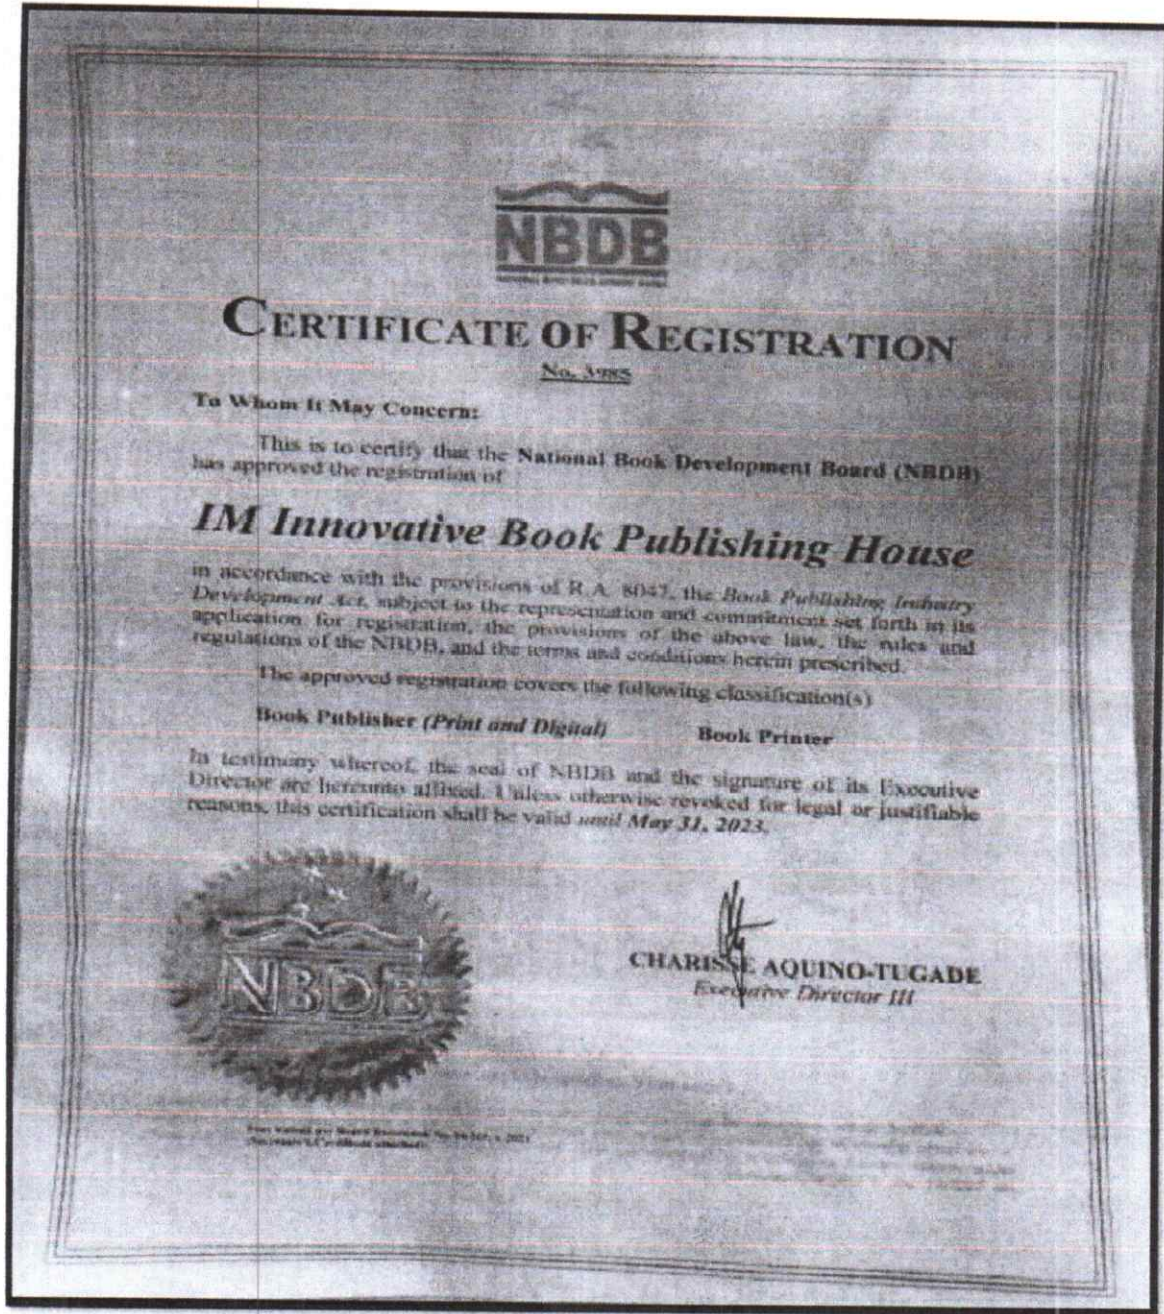 NBDB
CERTIFICATE OF REGISTRATION
No. 3985
To Whom It May Concern:
This is to certify that the National Book Development Board (NBDB)
has approved the registration of
IM Innovative Book Publishing House
in accordance with the provisions of R.A. 8047, the Book Publishing Industry
Development Act, subject to the representation and commitment set forth in its
application for registration, the provisions of the above law, the rules and
regulations of the NBDB, and the terms and conditions herein prescribed.
The approved registration covers the following classification(s)
Book Publisher (Print and Digital) Book Printer
In testimony whereof, the seal of NBDB and the signature of its Executive
Director are hereunto affixed. Unless otherwise revoked for legal or justifiable
reasons, this certification shall be valid until May 31, 2023.
NBDB
CHARISSE AQUINO-TUGADE
Executive Director III